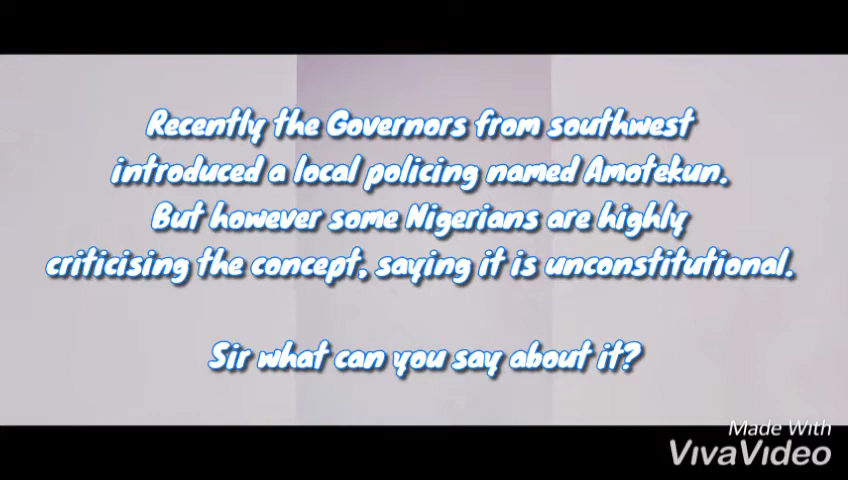 Recently the Governors from southwest
introduced a local policing named Amotekun.
But however some Nigerians are highly
criticising the concept, saying it is unconstitutional.
Sir what can you say about it?
Made With
VivaVideo